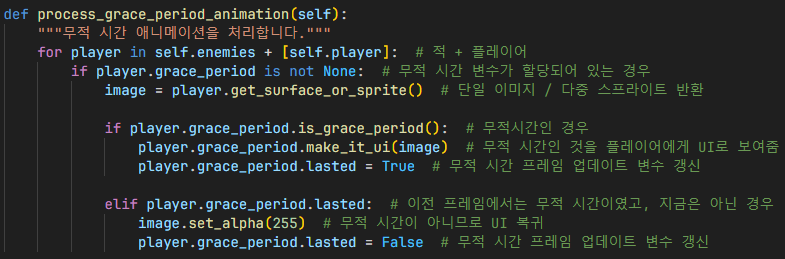 def process_grace_period_animation(self):
    """무적 시간 애니메이션을 처리합니다."""
    for player in self.enemies + [self.player]:  # 적 + 플레이어
        if player.grace_period is not None:  # 무적 시간 변수가 할당되어 있는 경우
            image = player.get_surface_or_sprite()  # 단일 이미지 / 다중 스프라이트 반환

            if player.grace_period.is_grace_period():  # 무적시간인 경우
                player.grace_period.make_it_ui(image)  # 무적 시간인 것을 플레이어에게 UI로 보여줌
                player.grace_period.lasted = True  # 무적 시간 프레임 업데이트 변수 갱신

            elif player.grace_period.lasted:  # 이전 프레임에서는 무적 시간이였고, 지금은 아닌 경우
                image.set_alpha(255)  # 무적 시간이 아니므로 UI 복귀
                player.grace_period.lasted = False  # 무적 시간 프레임 업데이트 변수 갱신